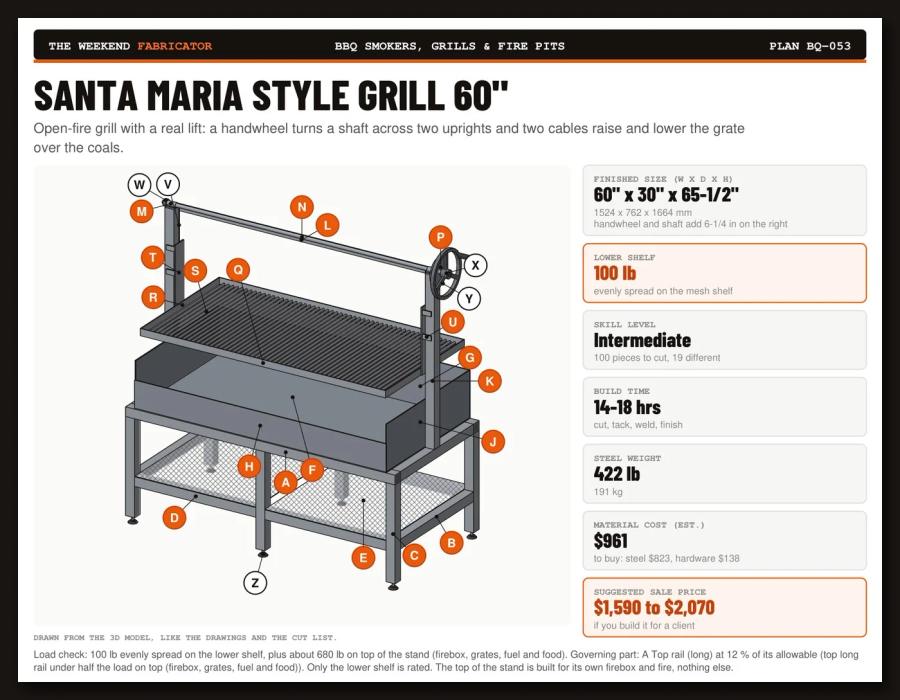 THE WEEKEND FABRICATOR
BBQ SMOKERS, GRILLS & FIRE PITS
PLAN BQ-053
SANTA MARIA STYLE GRILL 60"
Open-fire grill with a real lift: a handwheel turns a shaft across two uprights and two cables raise and lower the grate
over the coals.
W
V
M
N
L
P
X
T
S
Q
R
Y
U
G
K
J
H
A
F
D
E
C
B
Z
FINISHED SIZE (W X D X H)
60" x 30" x 65-1/2"
1524 x 762 x 1664 mm
handwheel and shaft add 6-1/4 in on the right
LOWER SHELF
100 lb
evenly spread on the mesh shelf
SKILL LEVEL
Intermediate
100 pieces to cut, 19 different
BUILD TIME
14-18 hrs
cut, tack, weld, finish
STEEL WEIGHT
422 lb
191 kg
MATERIAL COST (EST.)
$961
to buy: steel $823, hardware $138
SUGGESTED SALE PRICE
$1,590 to $2,070
if you build it for a client
DRAWN FROM THE 3D MODEL, LIKE THE DRAWINGS AND THE CUT LIST.
Load check: 100 lb evenly spread on the lower shelf, plus about 680 lb on top of the stand (firebox, grates, fuel and food). Governing part: A Top rail (long) at 12 % of its allowable (top long
rail under half the load on top (firebox, grates, fuel and food)). Only the lower shelf is rated. The top of the stand is built for its own firebox and fire, nothing else.